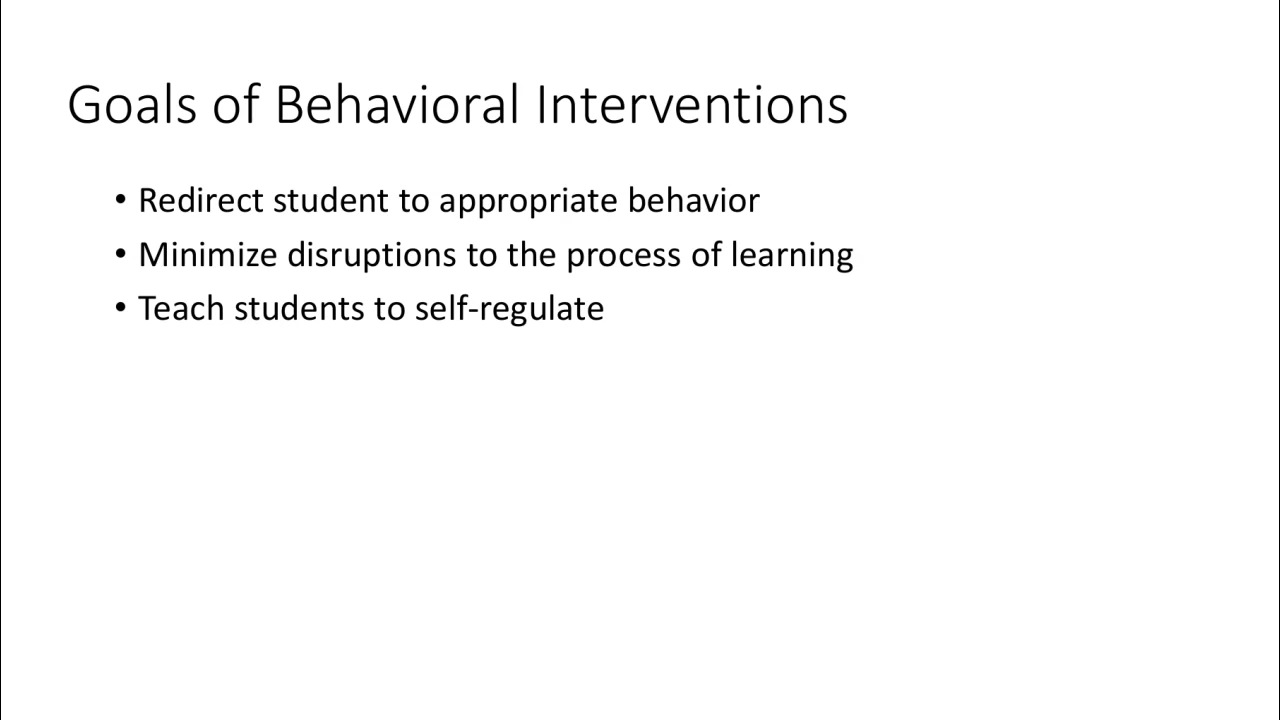 Goals of Behavioral Interventions
• Redirect student to appropriate behavior
• Minimize disruptions to the process of learning
• Teach students to self-regulate